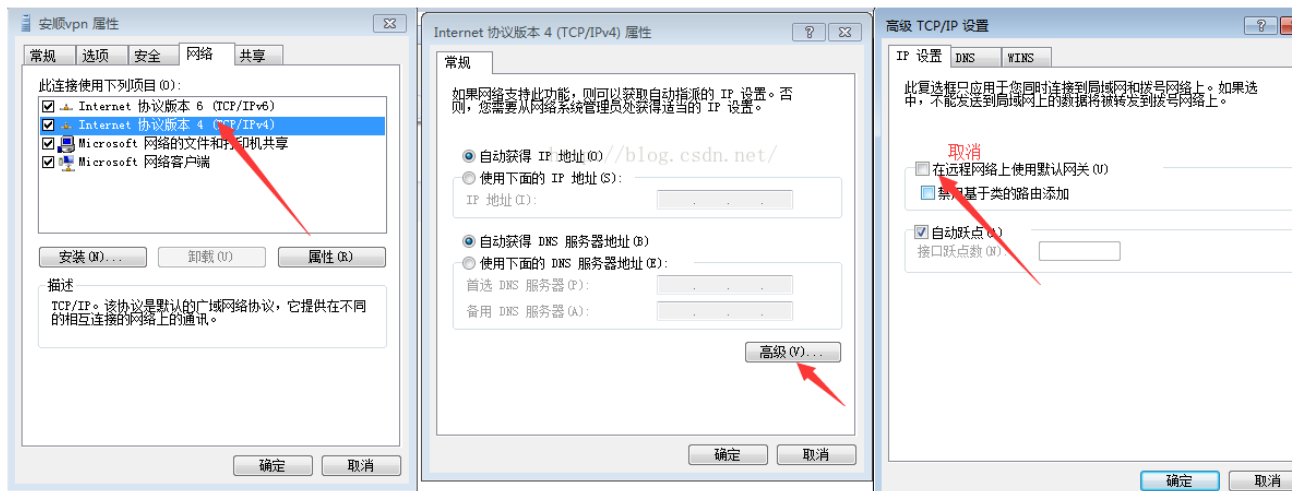 安顺vpn 属性
常规 选项 安全 网络 共享
此连接使用下列项目(O):
Internet 协议版本 6 (TCP/IPv6)
Internet 协议版本 4 (TCP/IPv4)
Microsoft 网络的文件和打印机共享
Microsoft 网络客户端
安装(N)... 卸载(U) 属性(R)
描述
TCP/IP。该协议是默认的广域网络协议，它提供在不同
的相互连接的网络上的通讯。
确定 取消
Internet 协议版本 4 (TCP/IPv4) 属性
常规
如果网络支持此功能，则可以获取自动指派的 IP 设置。否
则，您需要从网络系统管理员处获得适当的 IP 设置。
自动获得 IP 地址(O)
//blog.csdn.net/
使用下面的 IP 地址(S):
IP 地址(I):
自动获得 DNS 服务器地址(B)
使用下面的 DNS 服务器地址(E):
首选 DNS 服务器(P):
备用 DNS 服务器(A):
高级(V)...
确定 取消
高级 TCP/IP 设置
IP 设置 DNS WINS
此复选框只应用于您同时连接到局域网和拨号网络上。如果选
中，不能发送到局域网上的数据将被转发到拨号网络上。
取消
在远程网络上使用默认网关(U)
禁用基于类的路由添加
自动跃点(A)
接口跃点数(N):
确定 取消